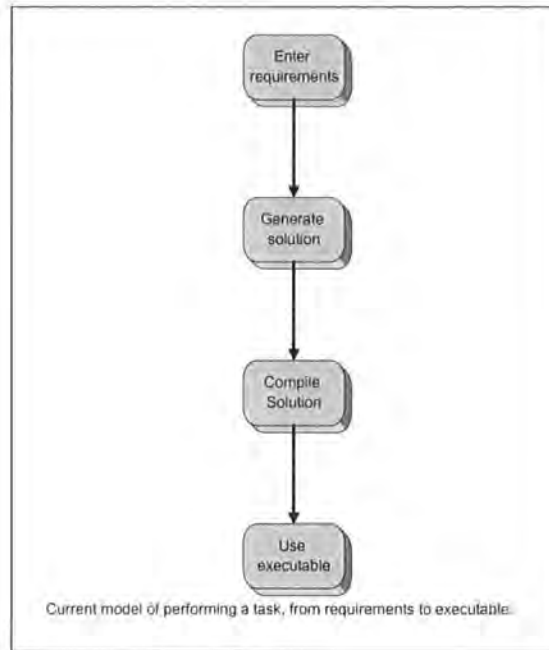 Enter
requirements
Generate
solution
Compile
Solution
Use
executable
Current model of performing a task, from requirements to executable.